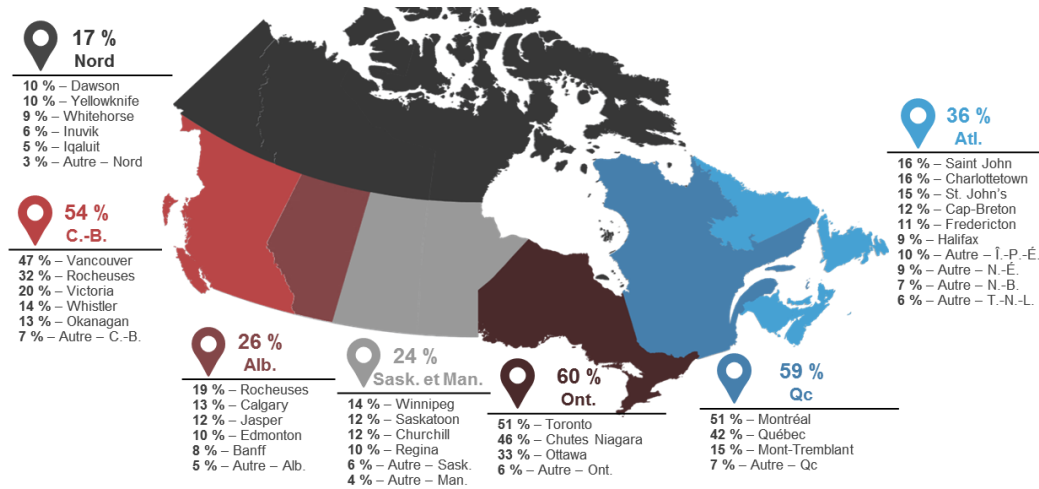 17 %
Nord
10 % – Dawson
10 % – Yellowknife
9 % – Whitehorse
6 % – Inuvik
5 % – Iqaluit
3 % – Autre – Nord
54 %
C.-B.
47 % – Vancouver
32 % – Rocheuses
20 % – Victoria
14 % – Whistler
13 % – Okanagan
7 % – Autre – C.-B.
26 %
Alb.
19 % – Rocheuses
13 % – Calgary
12 % – Jasper
10 % – Edmonton
8 % – Banff
5 % – Autre – Alb.
24 %
Sask. et Man.
14 % – Winnipeg
12 % – Saskatoon
12 % – Churchill
10 % – Regina
6 % – Autre – Sask.
4 % – Autre – Man.
60 %
Ont.
51 % – Toronto
46 % – Chutes Niagara
33 % – Ottawa
6 % – Autre – Ont.
59 %
Qc
51 % – Montréal
42 % – Québec
15 % – Mont-Tremblant
7 % – Autre – Qc
36 %
Atl.
16 % – Saint John
16 % – Charlottetown
15 % – St. John's
12 % – Cap-Breton
11 % – Fredericton
9 % – Halifax
10 % – Autre – Î.-P.-É.
9 % – Autre – N.-É.
7 % – Autre – N.-B.
6 % – Autre – T.-N.-L.